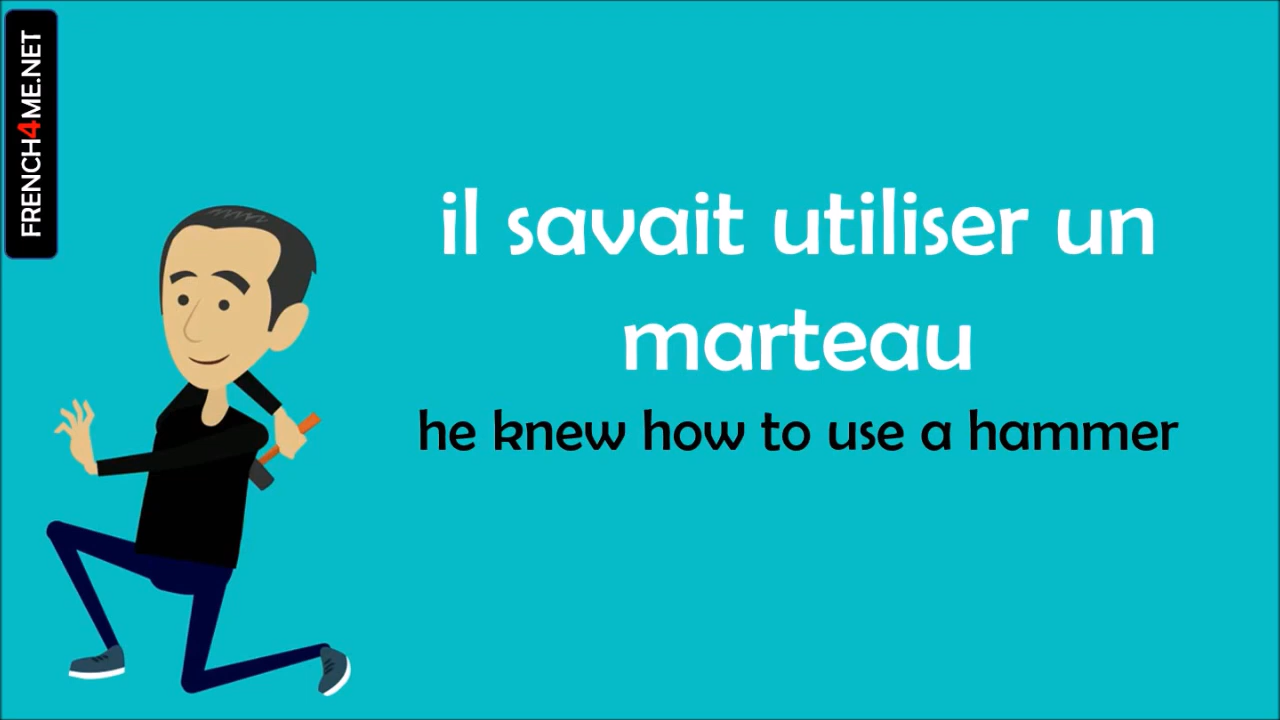 FRENCH4ME.NET
il savait utiliser un
marteau
he knew how to use a hammer